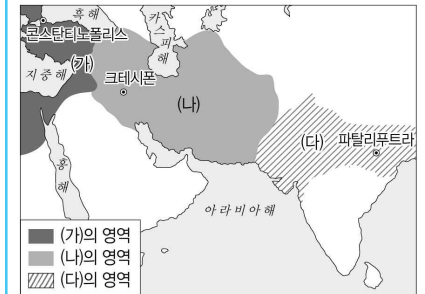 흑해
카스피해
콘스탄티노폴리스
(가)
지중해
크테시폰
(나)
(다)
파탈리푸트라
홍해
아라비아해
(가)의 영역
(나)의 영역
(다)의 영역